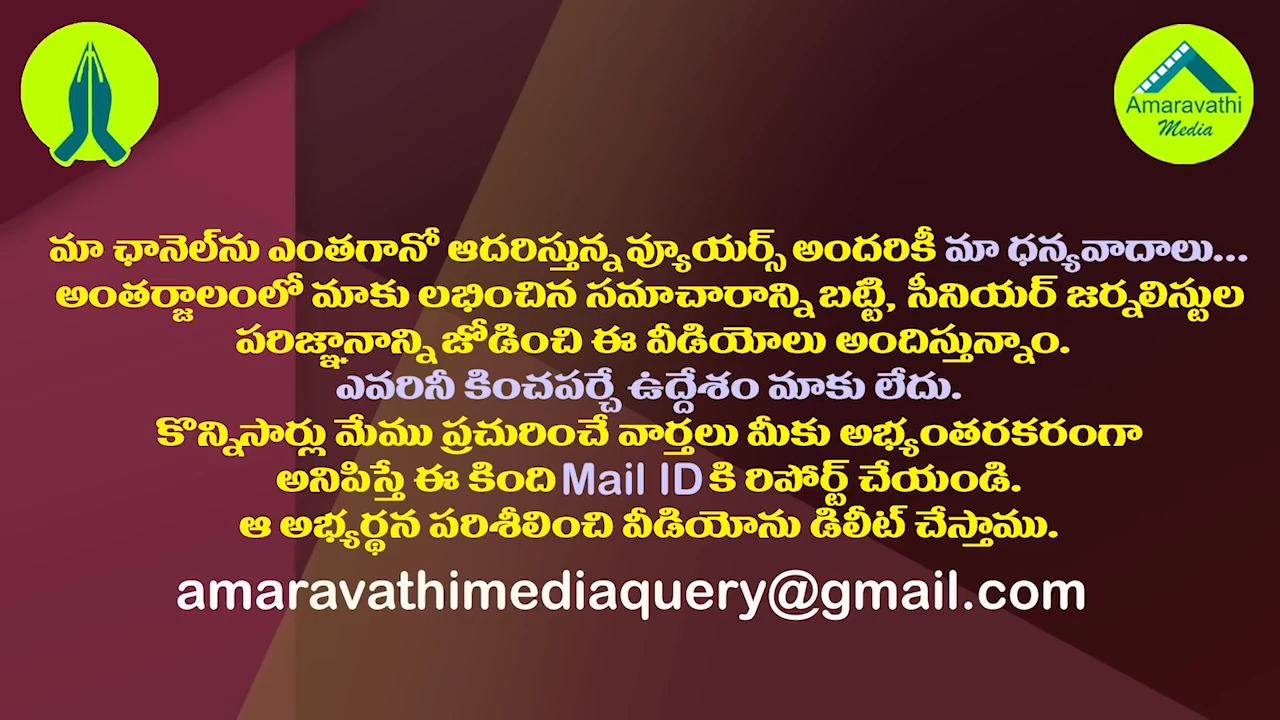 Amaravathi
Media
మా ఛానెల్‌ను ఎంతగానో ఆదరిస్తున్న వ్యూయర్స్ అందరికీ మా ధన్యవాదాలు...
అంతర్జాలంలో మాకు లభించిన సమాచారాన్ని బట్టి, సీనియర్ జర్నలిస్టుల
పరిజ్ఞానాన్ని జోడించి ఈ వీడియోలు అందిస్తున్నాం.
ఎవరినీ కించపర్చే ఉద్దేశం మాకు లేదు.
కొన్నిసార్లు మేము ప్రచురించే వార్తలు మీకు అభ్యంతరకరంగా
అనిపిస్తే ఈ కింది Mail ID కి రిపోర్ట్ చేయండి.
ఆ అభ్యర్థన పరిశీలించి వీడియోను డిలీట్ చేస్తాము.
amaravathimediaquery@gmail.com